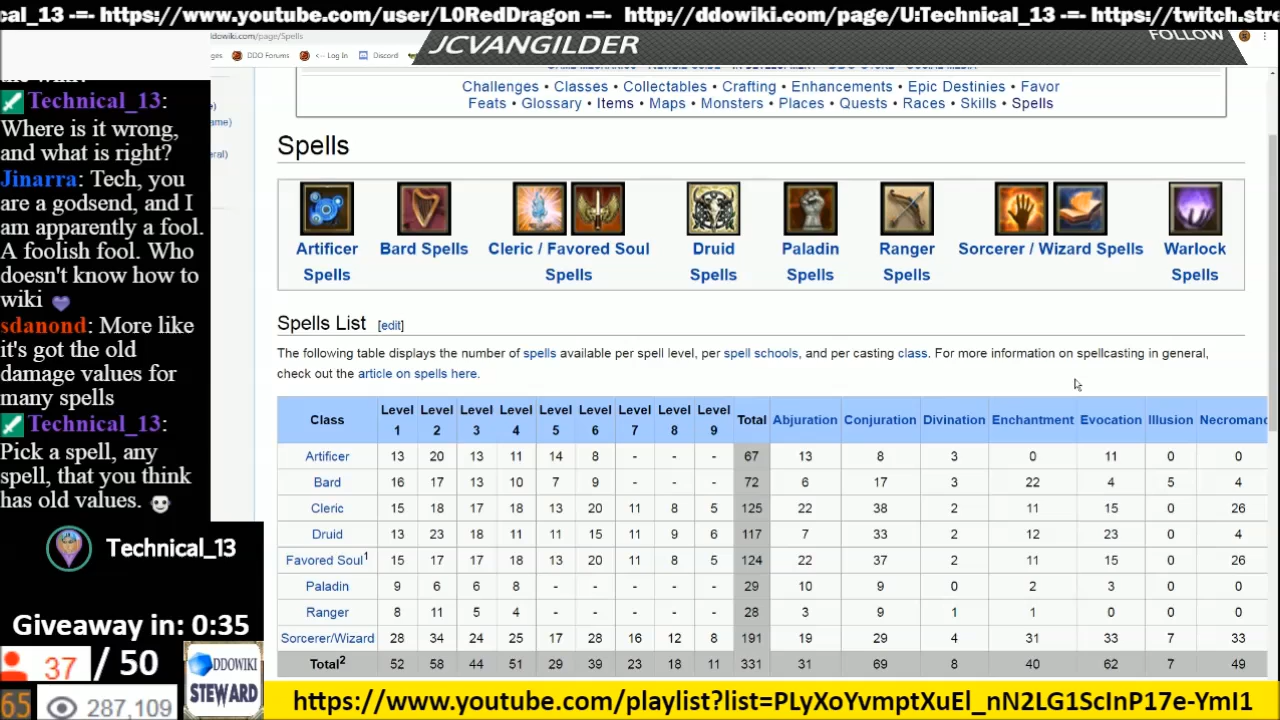 cal_13 -=- https://www.youtube.com/user/L0RedDragon -=- http://ddowiki.com/page/U:Technical_13 -=- https://twitch.stre
ddowiki.com/page/Spells
JCVANGILDER
FOLLOW
ges
DDO Forums
<-- Log In
Discord
Technical_13:
Where is it wrong,
and what is right?
Jinarra: Tech, you
are a godsend, and I
am apparently a fool.
A foolish fool. Who
doesn't know how to
wiki
sdanond: More like
it's got the old
damage values for
many spells
Technical_13:
Pick a spell, any
spell, that you think
has old values.
Technical_13
Giveaway in: 0:35
37 / 50
65
287,109
DDOWIKI
STEWARD
ame)
eral)
Challenges • Classes • Collectables • Crafting • Enhancements • Epic Destinies • Favor
Feats • Glossary • Items • Maps • Monsters • Places • Quests • Races • Skills • Spells
Spells
Artificer Spells
Bard Spells
Cleric / Favored Soul Spells
Druid Spells
Paladin Spells
Ranger Spells
Sorcerer / Wizard Spells
Warlock Spells
Spells List [edit]
The following table displays the number of spells available per spell level, per spell schools, and per casting class. For more information on spellcasting in general,
check out the article on spells here.
Class Level 1 Level 2 Level 3 Level 4 Level 5 Level 6 Level 7 Level 8 Level 9 Total Abjuration Conjuration Divination Enchantment Evocation Illusion Necromanc
Artificer 13 20 13 11 14 8 - - - 67 13 8 3 0 11 0 0
Bard 16 17 13 10 7 9 - - - 72 6 17 3 22 4 5 4
Cleric 15 18 17 18 13 20 11 8 5 125 22 38 2 11 15 0 26
Druid 13 23 18 11 11 15 11 9 6 117 7 33 2 12 23 0 4
Favored Soul1 15 17 17 18 13 20 11 8 5 124 22 37 2 11 15 0 26
Paladin 9 6 6 8 - - - - - 29 10 9 0 2 3 0 0
Ranger 8 11 5 4 - - - - - 28 3 9 1 1 0 0 0
Sorcerer/Wizard 28 34 24 25 17 28 16 12 8 191 19 29 4 31 33 7 33
Total2 52 58 44 51 29 39 23 18 11 331 31 69 8 40 62 7 49
https://www.youtube.com/playlist?list=PLyXoYvmptXuEl_nN2LG1ScInP17e-YmI1